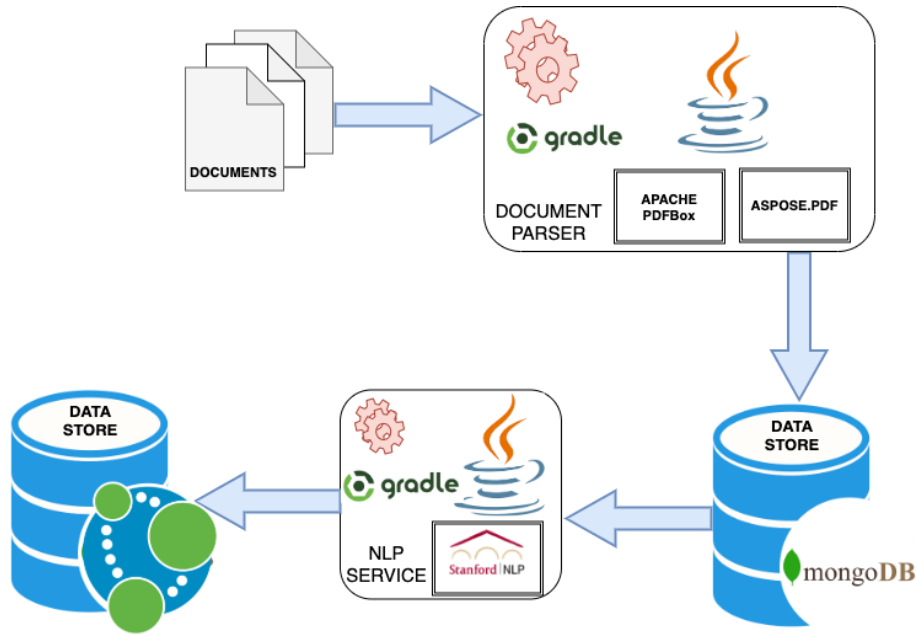 DOCUMENTS
gradle
DOCUMENT
PARSER
APACHE
PDFBox
ASPOSE.PDF
DATA
STORE
gradle
NLP
SERVICE
Stanford | NLP
DATA
STORE
mongoDB